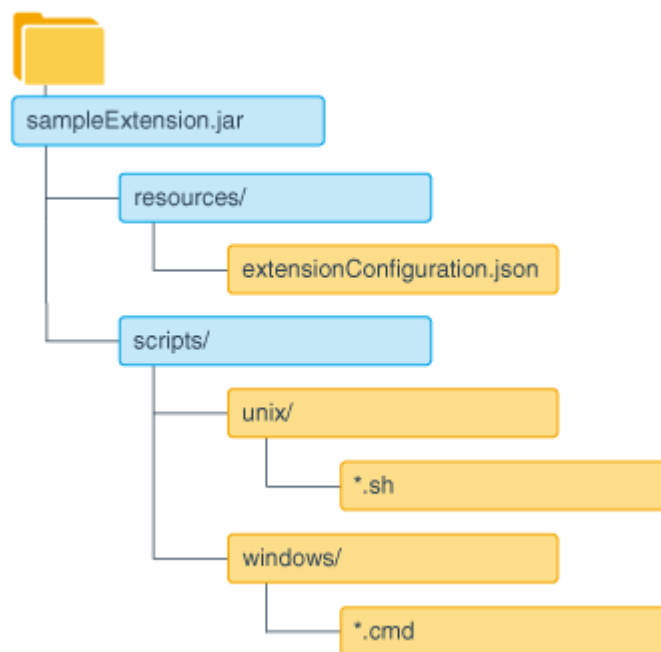 sampleExtension.jar
resources/
extensionConfiguration.json
scripts/
unix/
*.sh
windows/
*.cmd